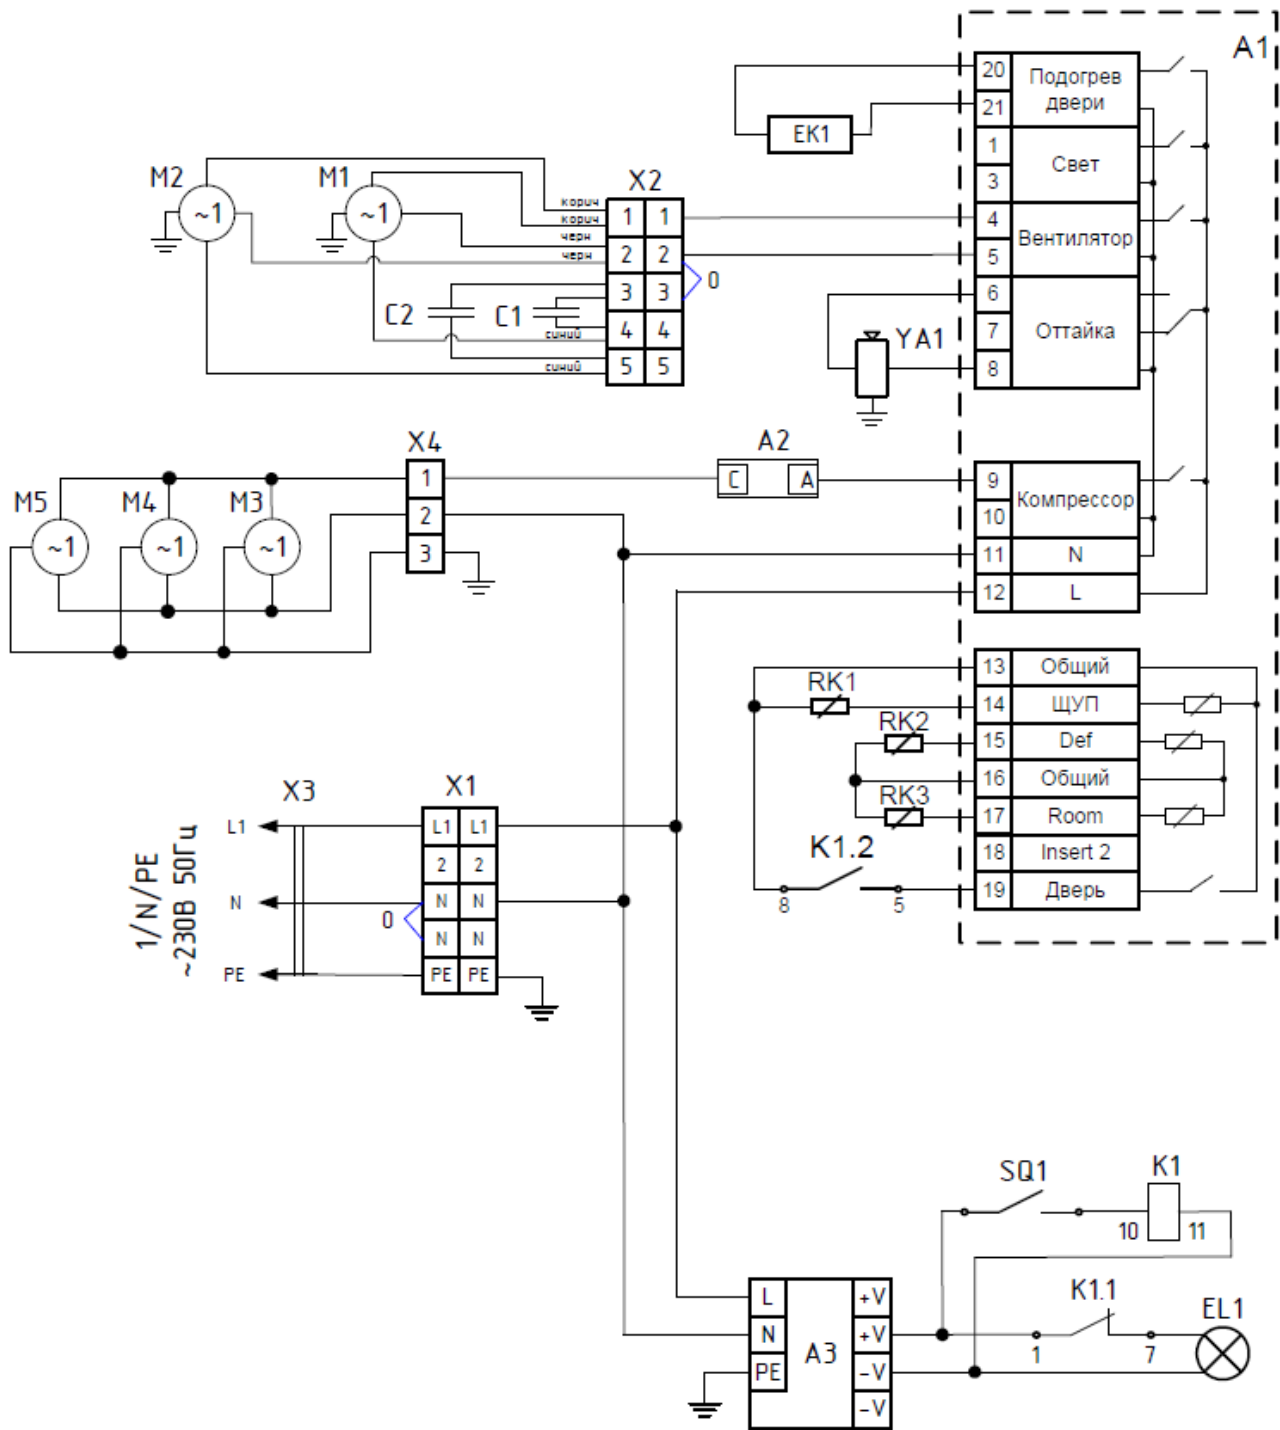 A1
20
Подогрев
двери
21
EK1
1
Свет
3
M2
~1
M1
~1
X2
корич
корич
черн
черн
1 1
2 2
3 3
4 4
5 5
0
C2
C1
синий
синий
4
Вентилятор
5
6
7
Оттайка
8
YA1
X4
1
2
3
M5
~1
M4
~1
M3
~1
A2
C
A
9
Компрессор
10
11 N
12 L
13 Общий
14 ЩУП
15 Def
16 Общий
17 Room
18 Insert 2
19 Дверь
RK1
RK2
RK3
K1.2
8
5
X3
X1
L1
N
PE
1/N/PE
~230В 50Гц
0
L1 L1
2 2
N N
N N
PE PE
SQ1
K1
10
11
K1.1
1
7
EL1
L
N
PE
A3
+V
+V
-V
-V